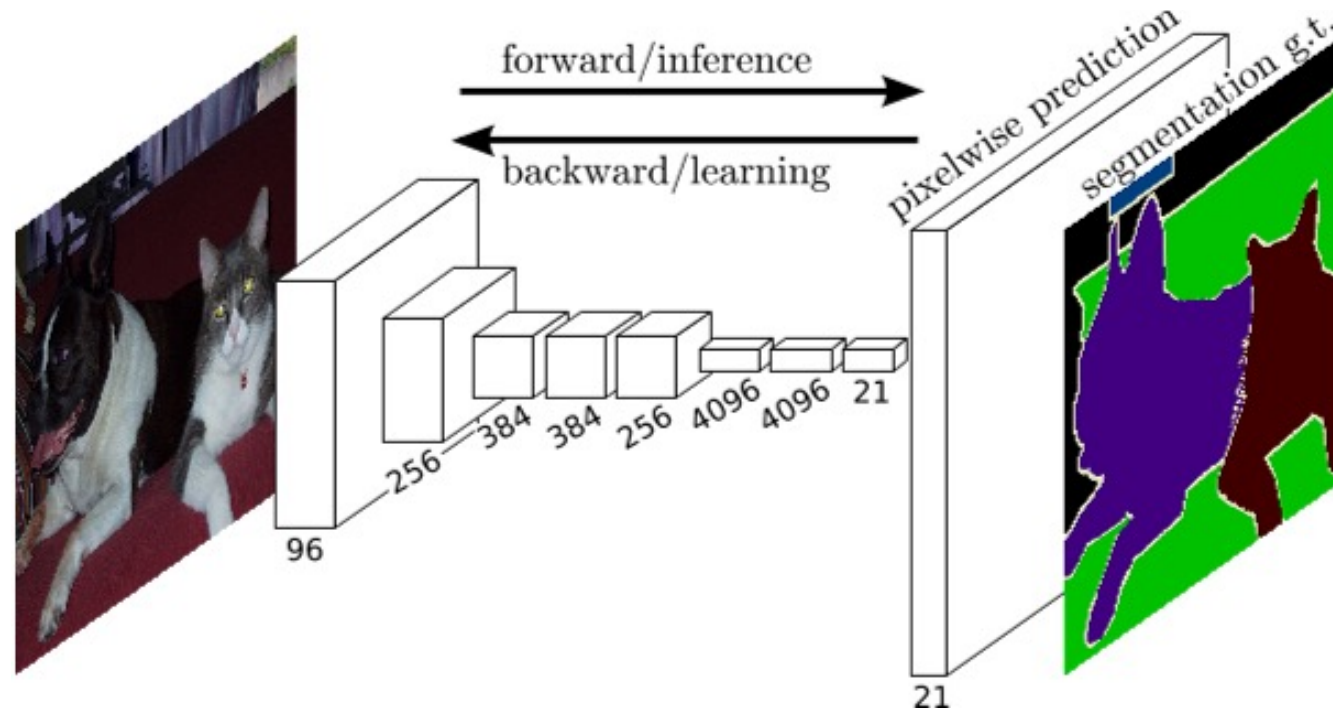 forward/inference
backward/learning
pixelwise prediction
segmentation g.t.
96
256
384
384
256
4096
4096
21
21